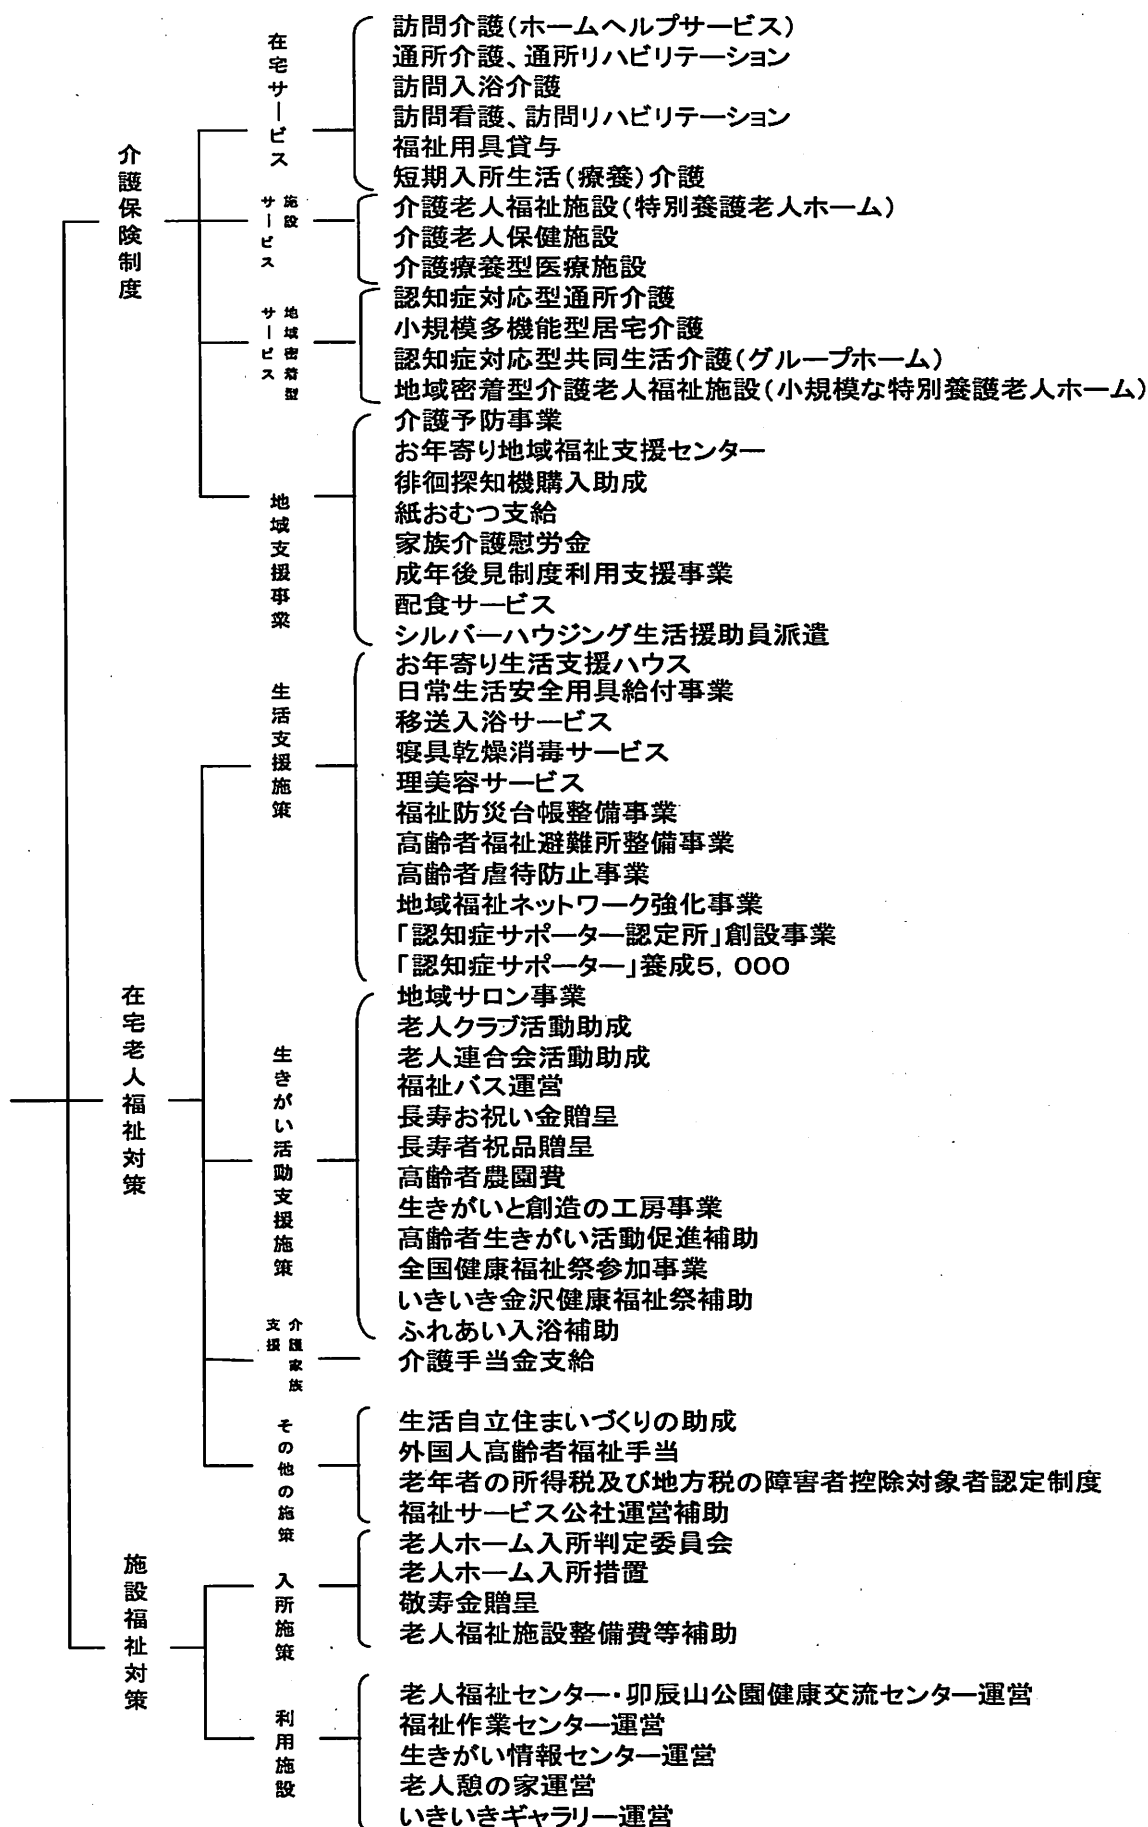 介護保険制度
在宅サービス
訪問介護(ホームヘルプサービス)
通所介護、通所リハビリテーション
訪問入浴介護
訪問看護、訪問リハビリテーション
福祉用具貸与
短期入所生活(療養)介護
施設サービス
介護老人福祉施設(特別養護老人ホーム)
介護老人保健施設
介護療養型医療施設
地域密着型サービス
認知症対応型通所介護
小規模多機能型居宅介護
認知症対応型共同生活介護(グループホーム)
地域密着型介護老人福祉施設(小規模な特別養護老人ホーム)
地域支援事業
介護予防事業
お年寄り地域福祉支援センター
徘徊探知機購入助成
紙おむつ支給
家族介護慰労金
成年後見制度利用支援事業
配食サービス
シルバーハウジング生活援助員派遣
在宅老人福祉対策
生活支援施策
お年寄り生活支援ハウス
日常生活安全用具給付事業
移送入浴サービス
寝具乾燥消毒サービス
理美容サービス
福祉防災台帳整備事業
高齢者福祉避難所整備事業
高齢者虐待防止事業
地域福祉ネットワーク強化事業
「認知症サポーター認定所」創設事業
「認知症サポーター」養成5,000
生きがい活動支援施策
地域サロン事業
老人クラブ活動助成
老人連合会活動助成
福祉バス運営
長寿お祝い金贈呈
長寿者祝品贈呈
高齢者農園費
生きがいと創造の工房事業
高齢者生きがい活動促進補助
全国健康福祉祭参加事業
いきいき金沢健康福祉祭補助
ふれあい入浴補助
介護家族支援
介護手当金支給
その他の施策
生活自立住まいづくりの助成
外国人高齢者福祉手当
老年者の所得税及び地方税の障害者控除対象者認定制度
福祉サービス公社運営補助
施設福祉対策
入所施策
老人ホーム入所判定委員会
老人ホーム入所措置
敬寿金贈呈
老人福祉施設整備費等補助
利用施設
老人福祉センター・卯辰山公園健康交流センター運営
福祉作業センター運営
生きがい情報センター運営
老人憩の家運営
いきいきギャラリー運営